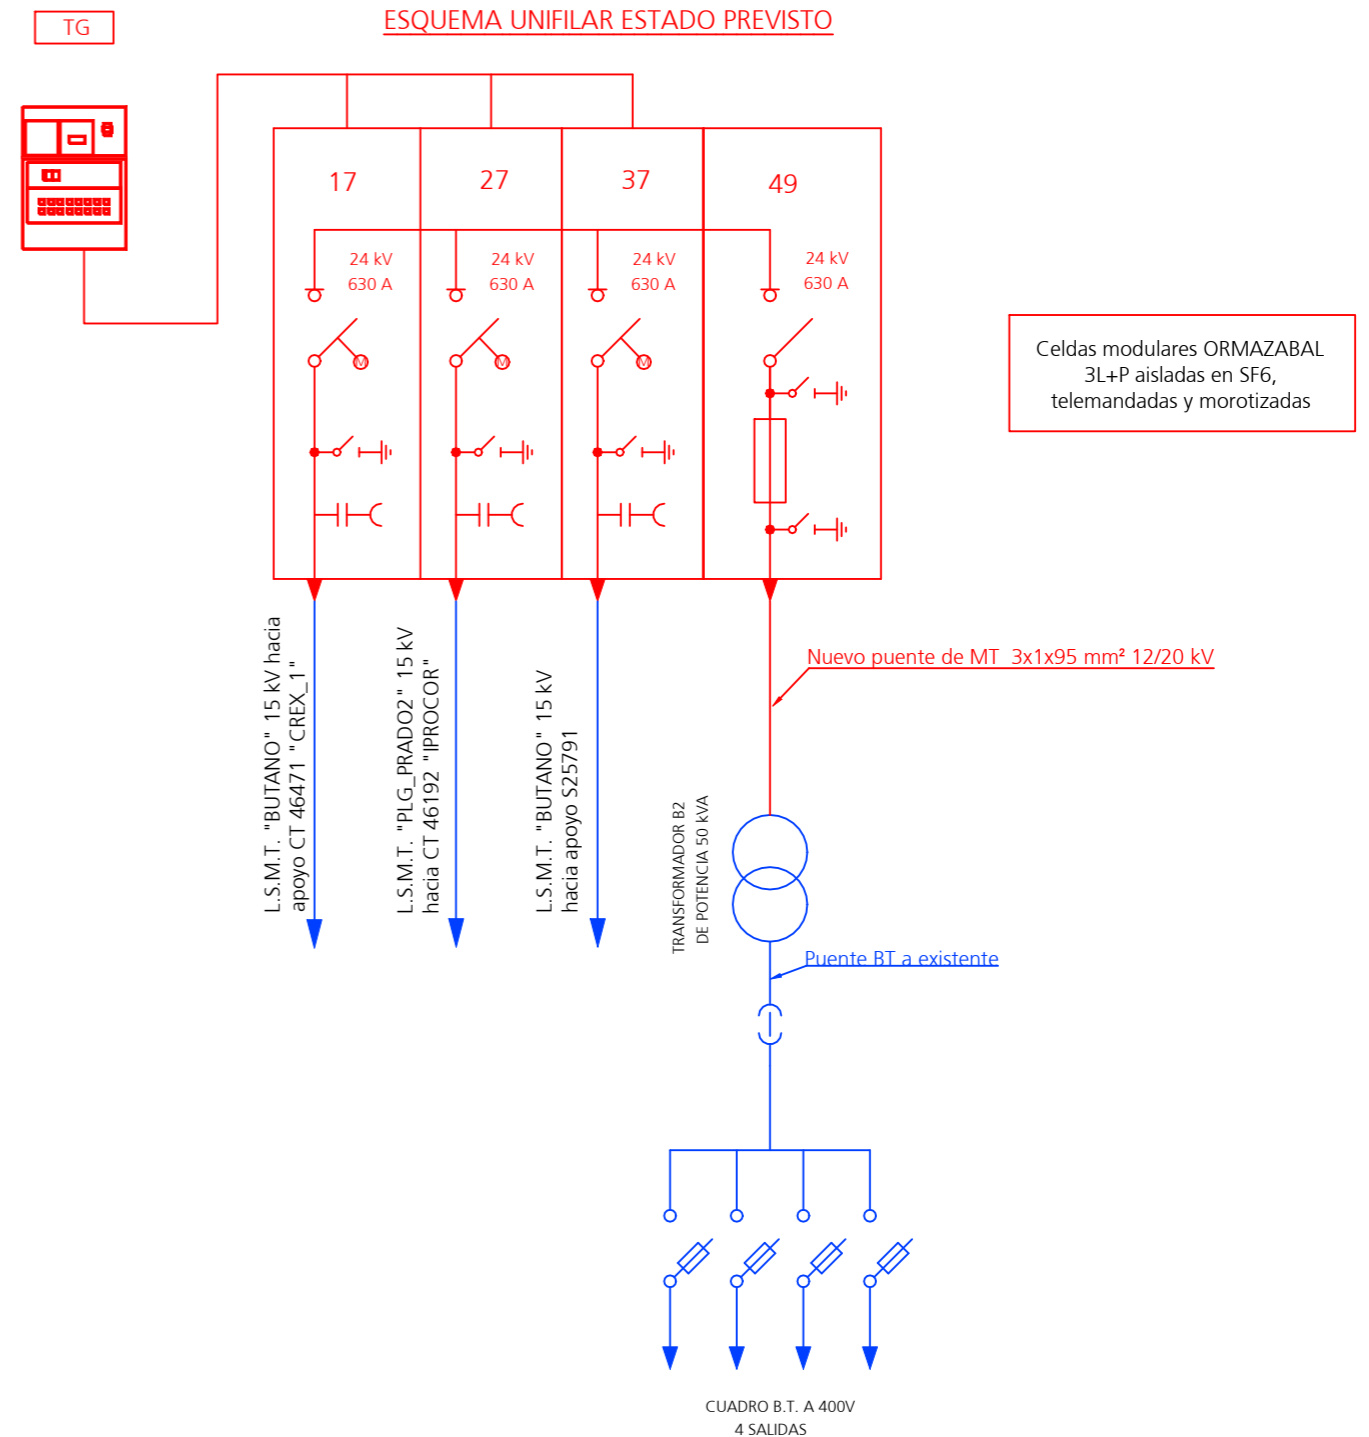 TG
ESQUEMA UNIFILAR ESTADO PREVISTO
17
27
37
49
24 kV
630 A
24 kV
630 A
24 kV
630 A
24 kV
630 A
M
M
M
Celdas modulares ORMAZABAL
3L+P aisladas en SF6,
telemandadas y morotizadas
L.S.M.T. "BUTANO" 15 kV hacia
apoyo CT 46471 "CREX_1"
L.S.M.T. "PLG_PRADO2" 15 kV
hacia CT 46192 "IPROCOR"
L.S.M.T. "BUTANO" 15 kV
hacia apoyo S25791
Nuevo puente de MT 3x1x95 mm² 12/20 kV
TRANSFORMADOR B2
DE POTENCIA 50 kVA
Puente BT a existente
CUADRO B.T. A 400V
4 SALIDAS